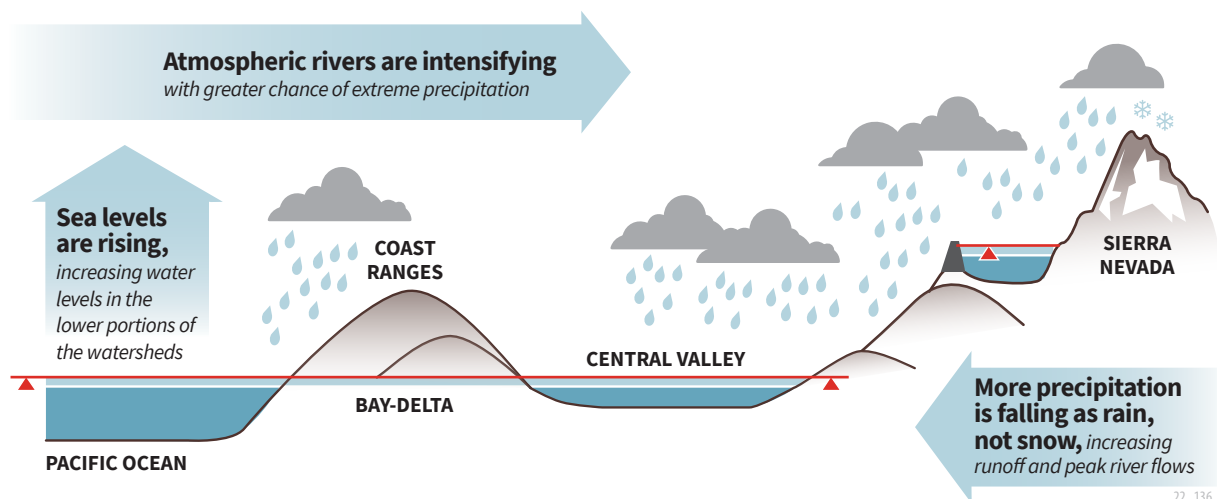 Atmospheric rivers are intensifying
with greater chance of extreme precipitation
Sea levels
are rising,
increasing water
levels in the
lower portions of
the watersheds
COAST
RANGES
SIERRA
NEVADA
CENTRAL VALLEY
BAY-DELTA
PACIFIC OCEAN
More precipitation
is falling as rain,
not snow, increasing
runoff and peak river flows
22_136